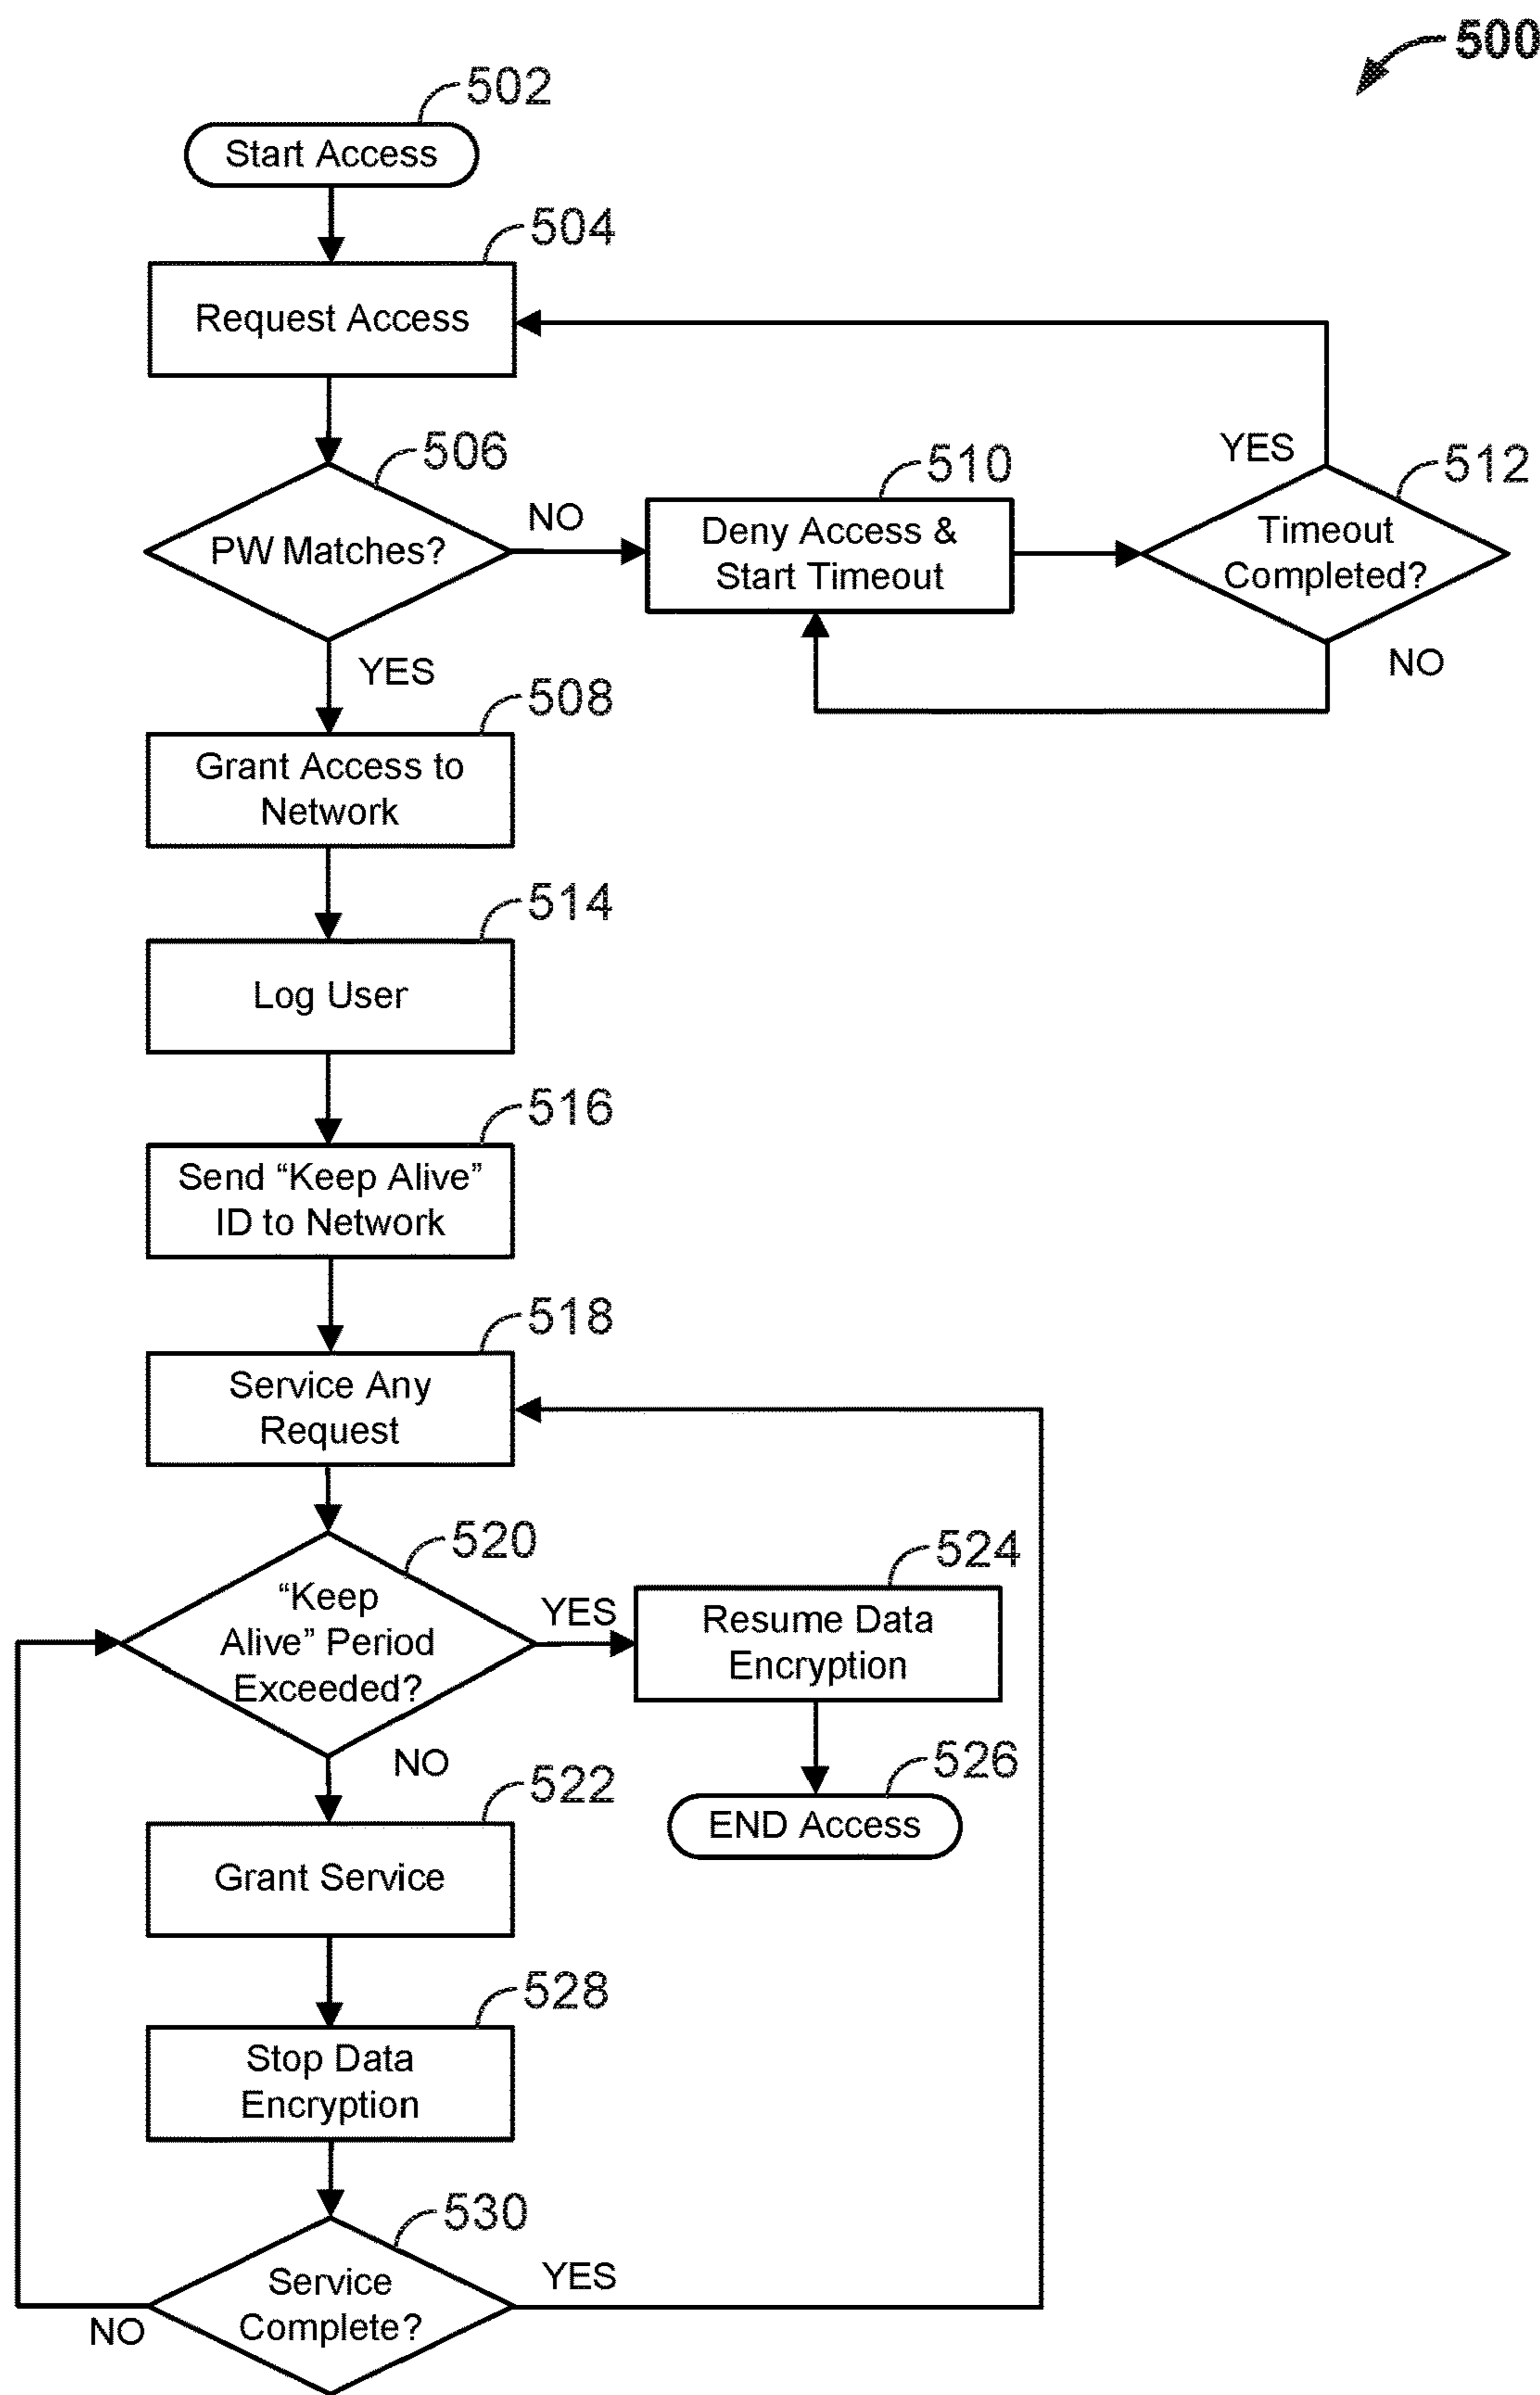 500
502
Start Access
504
Request Access
506
PW Matches?
NO
YES
510
Deny Access &
Start Timeout
512
Timeout
Completed?
YES
NO
508
Grant Access to
Network
514
Log User
516
Send “Keep Alive”
ID to Network
518
Service Any
Request
520
“Keep
Alive” Period
Exceeded?
YES
NO
524
Resume Data
Encryption
526
END Access
522
Grant Service
528
Stop Data
Encryption
530
Service
Complete?
YES
NO